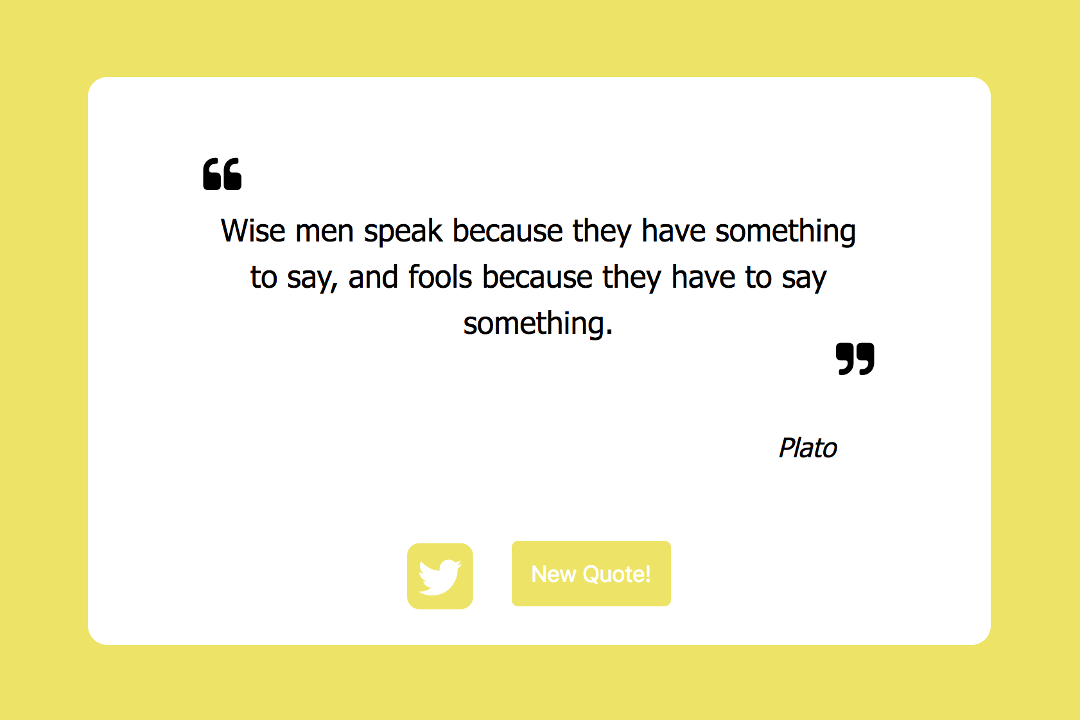 ❝
Wise men speak because they have something
to say, and fools because they have to say
something.
❞
Plato
New Quote!